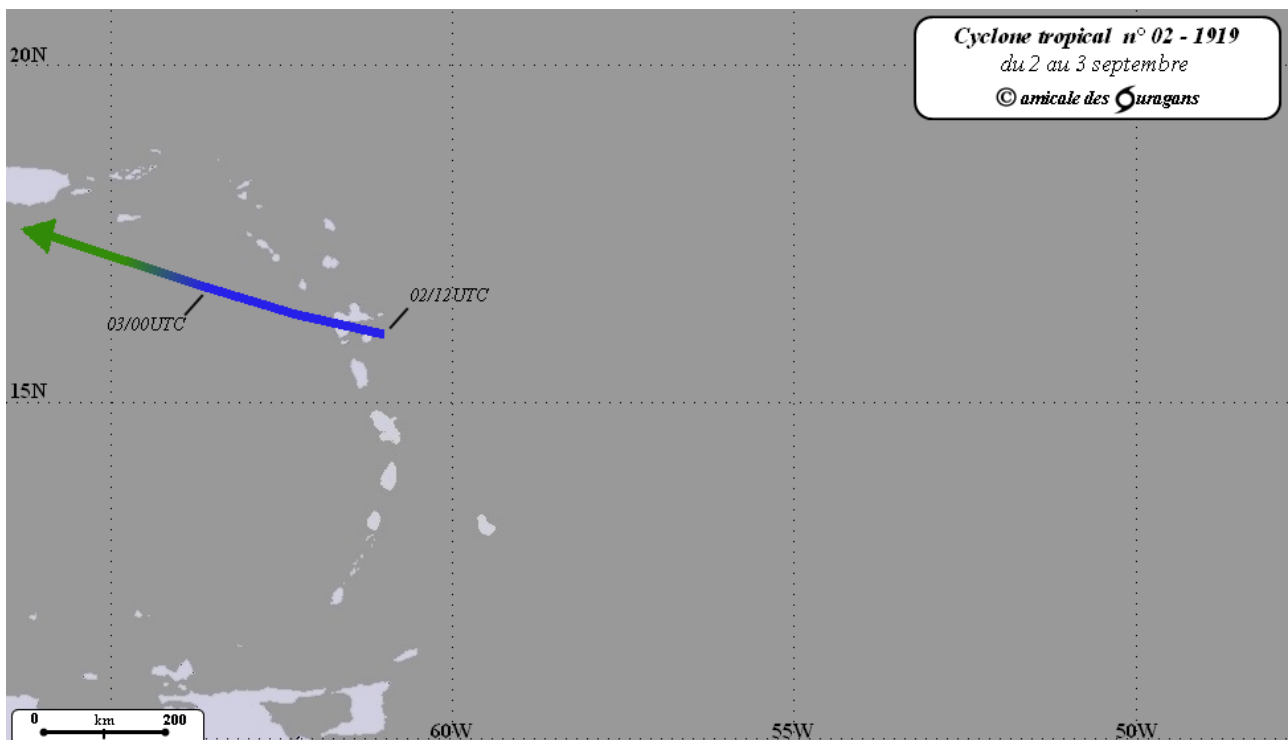 Cyclone tropical n° 02 - 1919
du 2 au 3 septembre
© amicale des Ouragans
20N
02/12UTC
03/00UTC
15N
0 km 200
60W
55W
50W